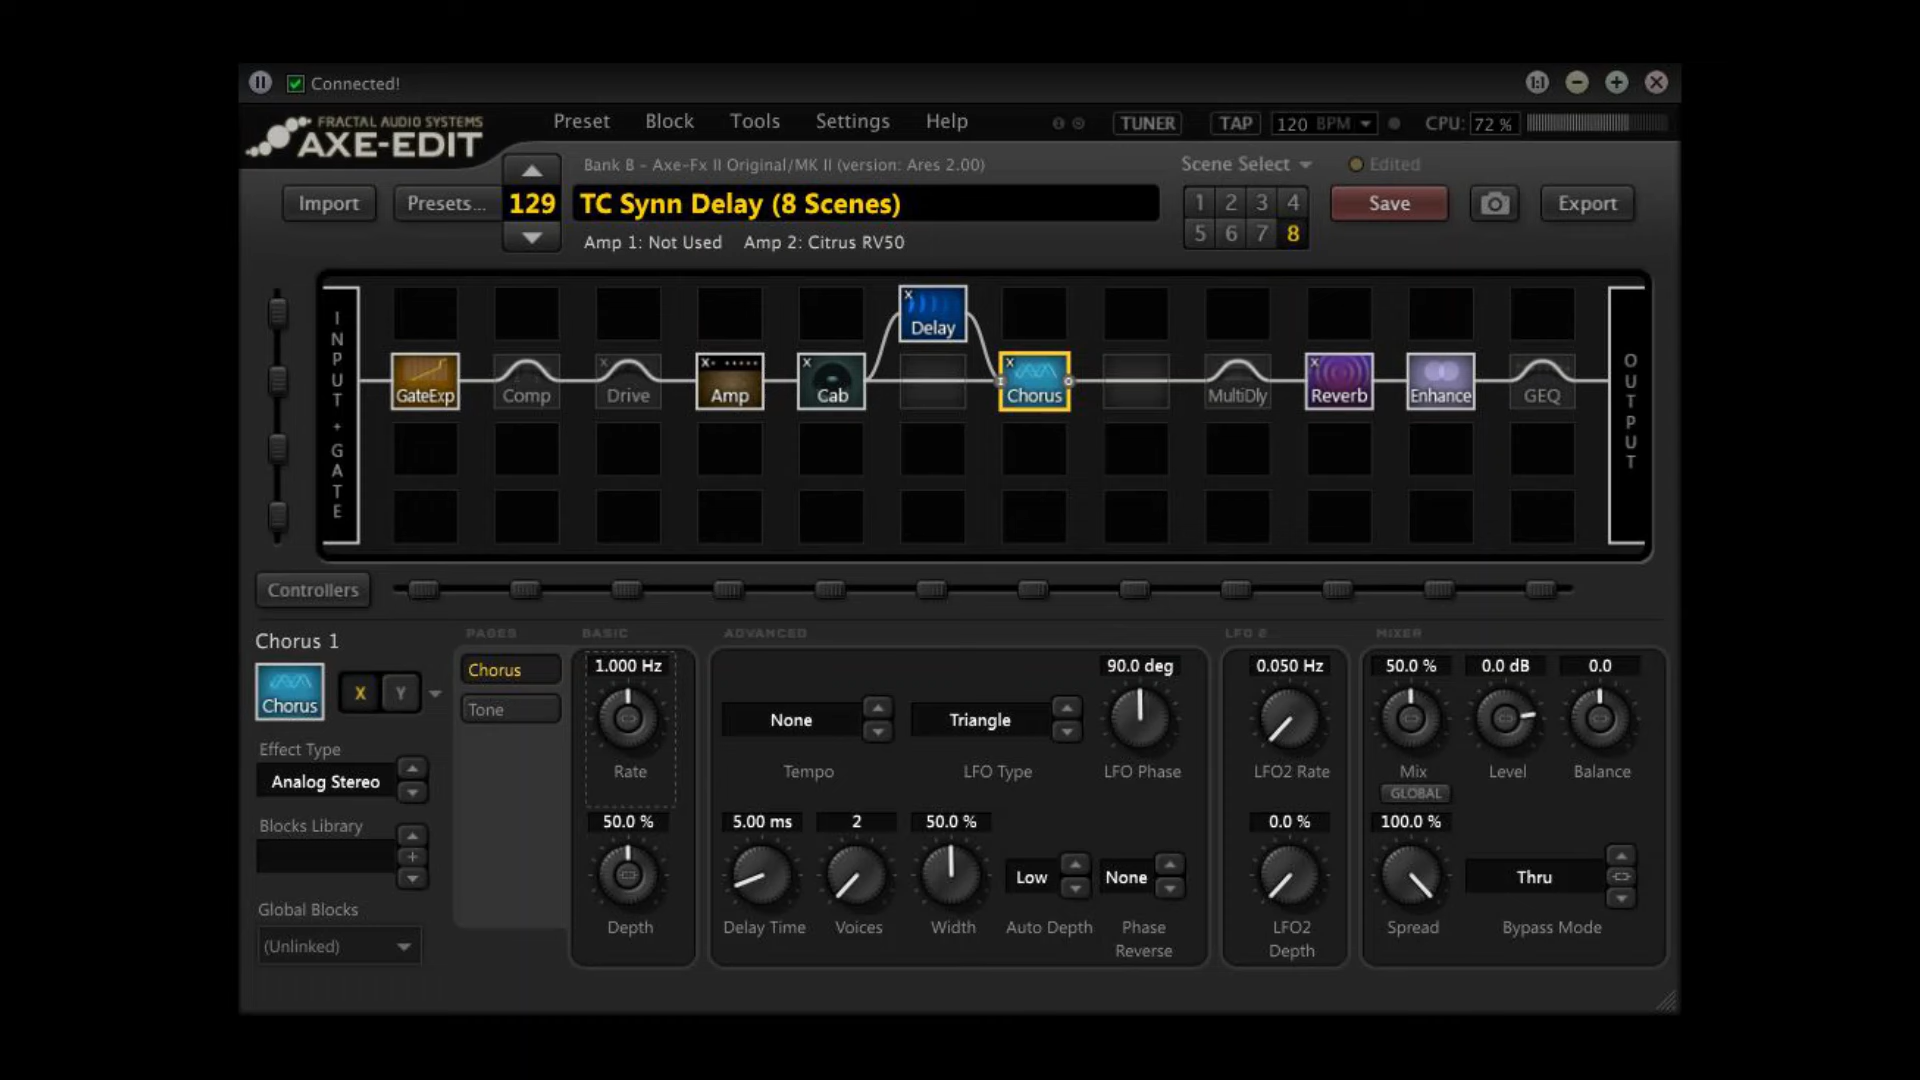 Connected!
FRACTAL AUDIO SYSTEMS
AXE-EDIT
Preset Block Tools Settings Help
TUNER TAP 120 BPM CPU: 72 %
Bank B - Axe-Fx II Original/MK II (version: Ares 2.00)
Scene Select Edited
Import Presets... 129 TC Synn Delay (8 Scenes) 1 2 3 4 Save Export
5 6 7 8
Amp 1: Not Used Amp 2: Citrus RV50
INPUT + GATE
X Delay
OUTPUT
GateExp Comp X Drive X Amp X Cab X Chorus MultiDly X Reverb Enhance GEQ
Controllers
Chorus 1 PAGES BASIC ADVANCED LFO 2 MIXER
Chorus X Y
Chorus
Tone
1.000 Hz 90.0 deg 0.050 Hz 50.0 % 0.0 dB 0.0
None Triangle
Rate Tempo LFO Type LFO Phase LFO2 Rate Mix Level Balance
Effect Type
Analog Stereo
GLOBAL
Blocks Library
50.0 % 5.00 ms 2 50.0 % 0.0 % 100.0 %
Low None Thru
Global Blocks
(Unlinked)
Depth Delay Time Voices Width Auto Depth Phase Reverse LFO2 Depth Spread Bypass Mode